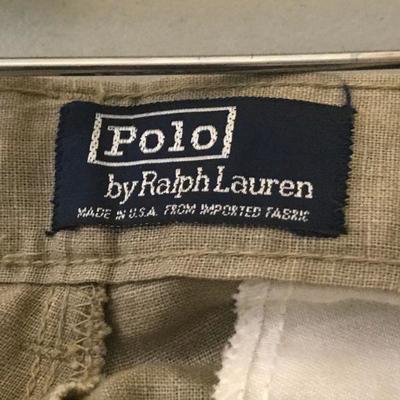 Polo
by Ralph Lauren
MADE IN U.S.A. FROM IMPORTED FABRIC